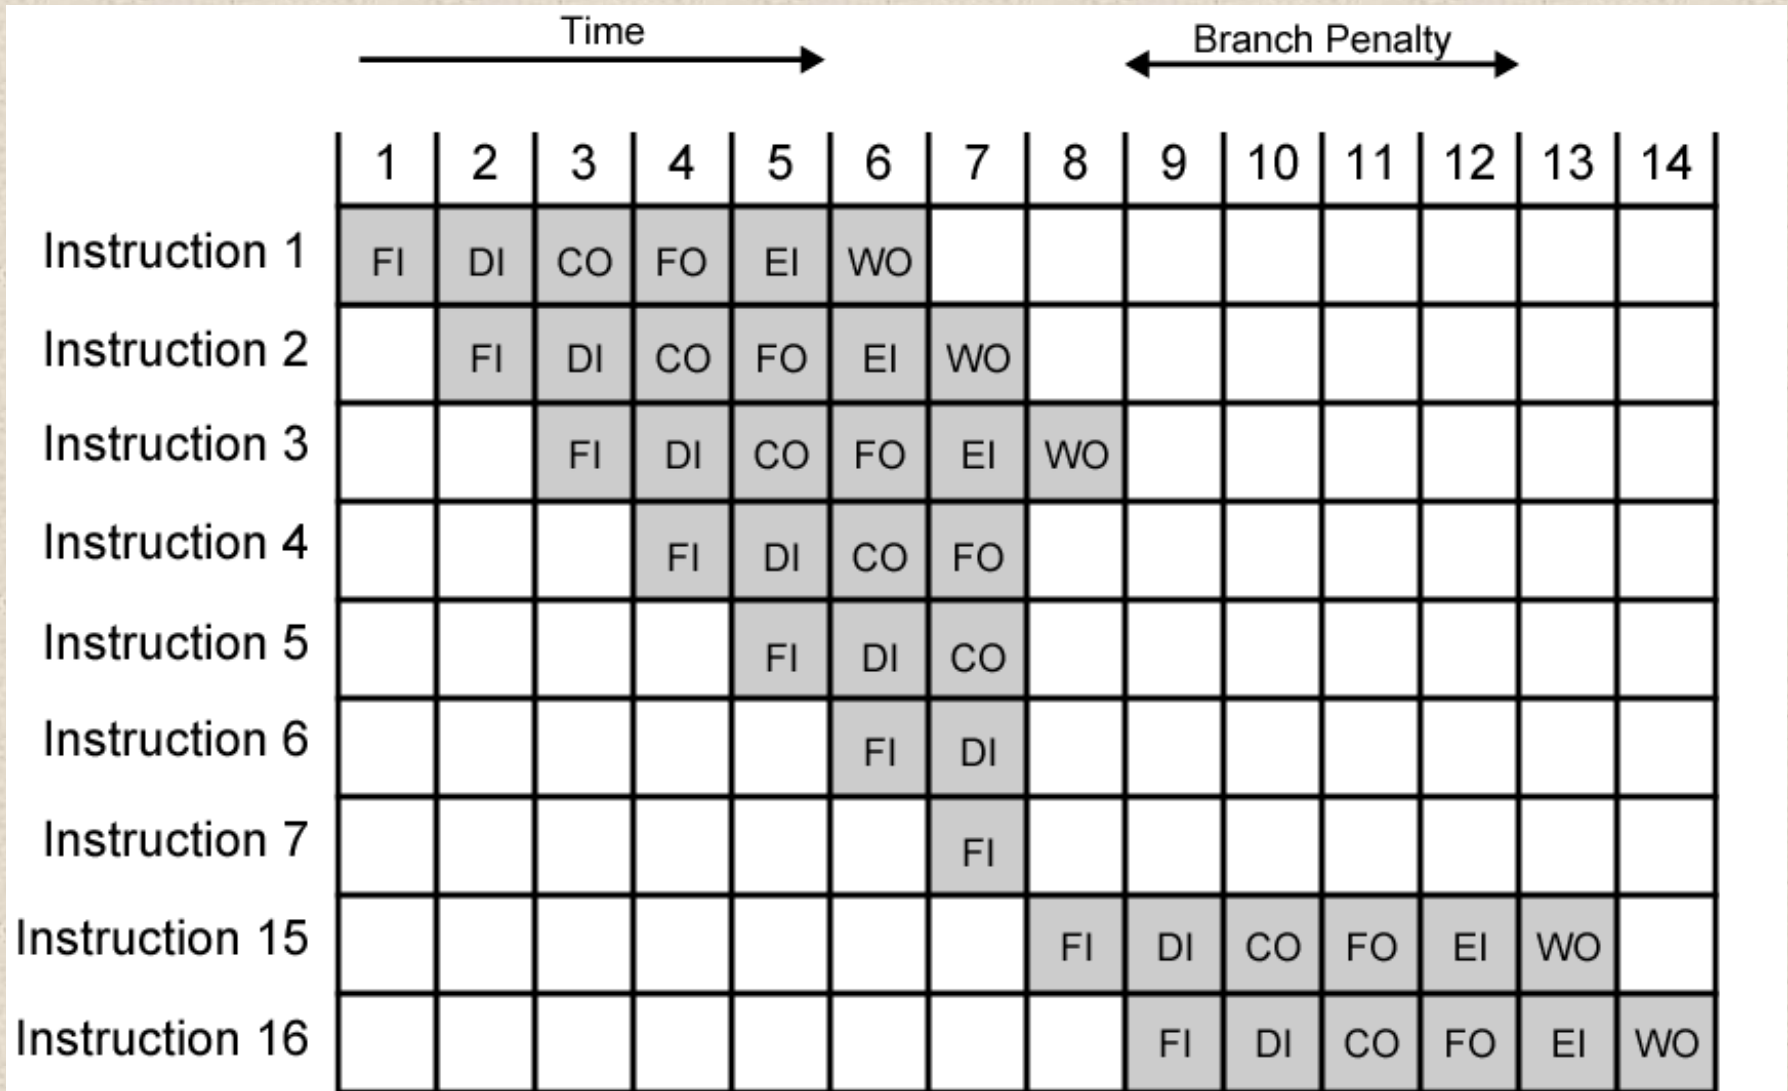 Time Branch Penalty
1 2 3 4 5 6 7 8 9 10 11 12 13 14
Instruction 1 FI DI CO FO EI WO
Instruction 2 FI DI CO FO EI WO
Instruction 3 FI DI CO FO EI WO
Instruction 4 FI DI CO FO
Instruction 5 FI DI CO
Instruction 6 FI DI
Instruction 7 FI
Instruction 15 FI DI CO FO EI WO
Instruction 16 FI DI CO FO EI WO